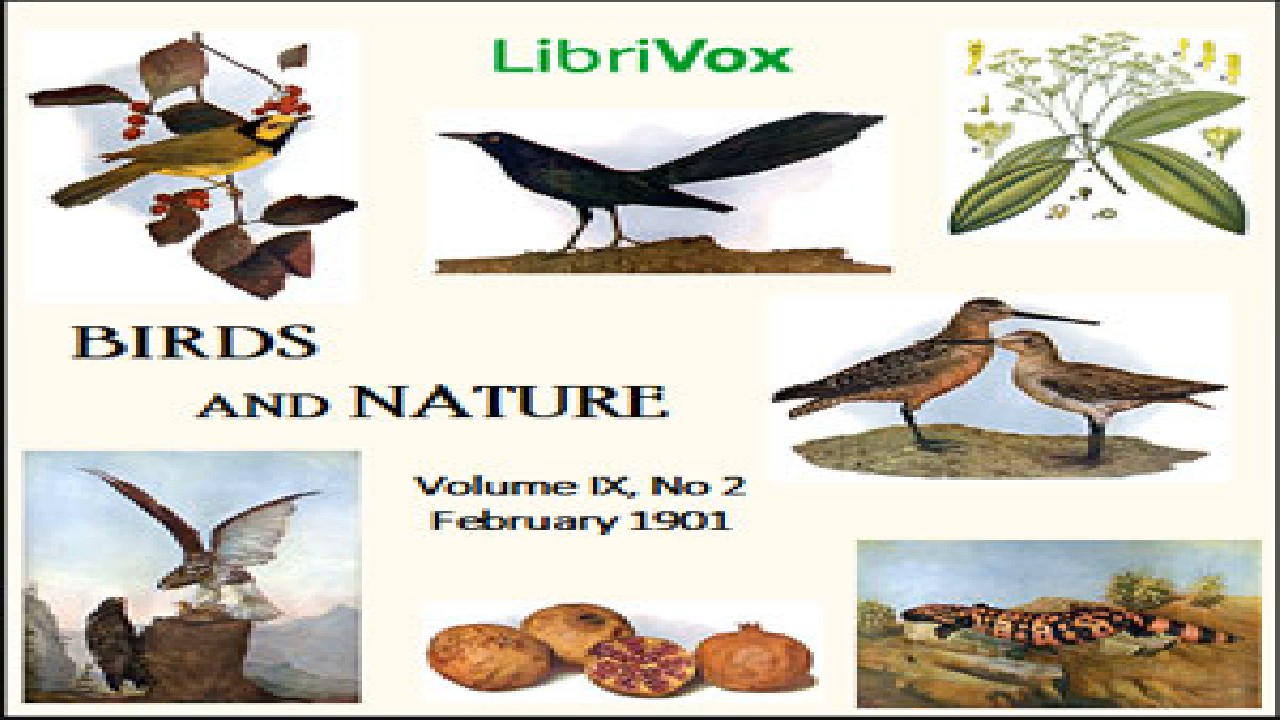 LibriVox
BIRDS
AND NATURE
Volume IX, No 2
February 1901